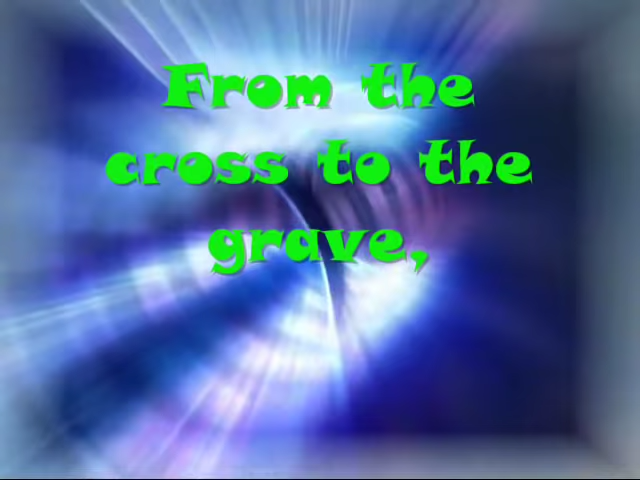 From the
cross to the
grave,